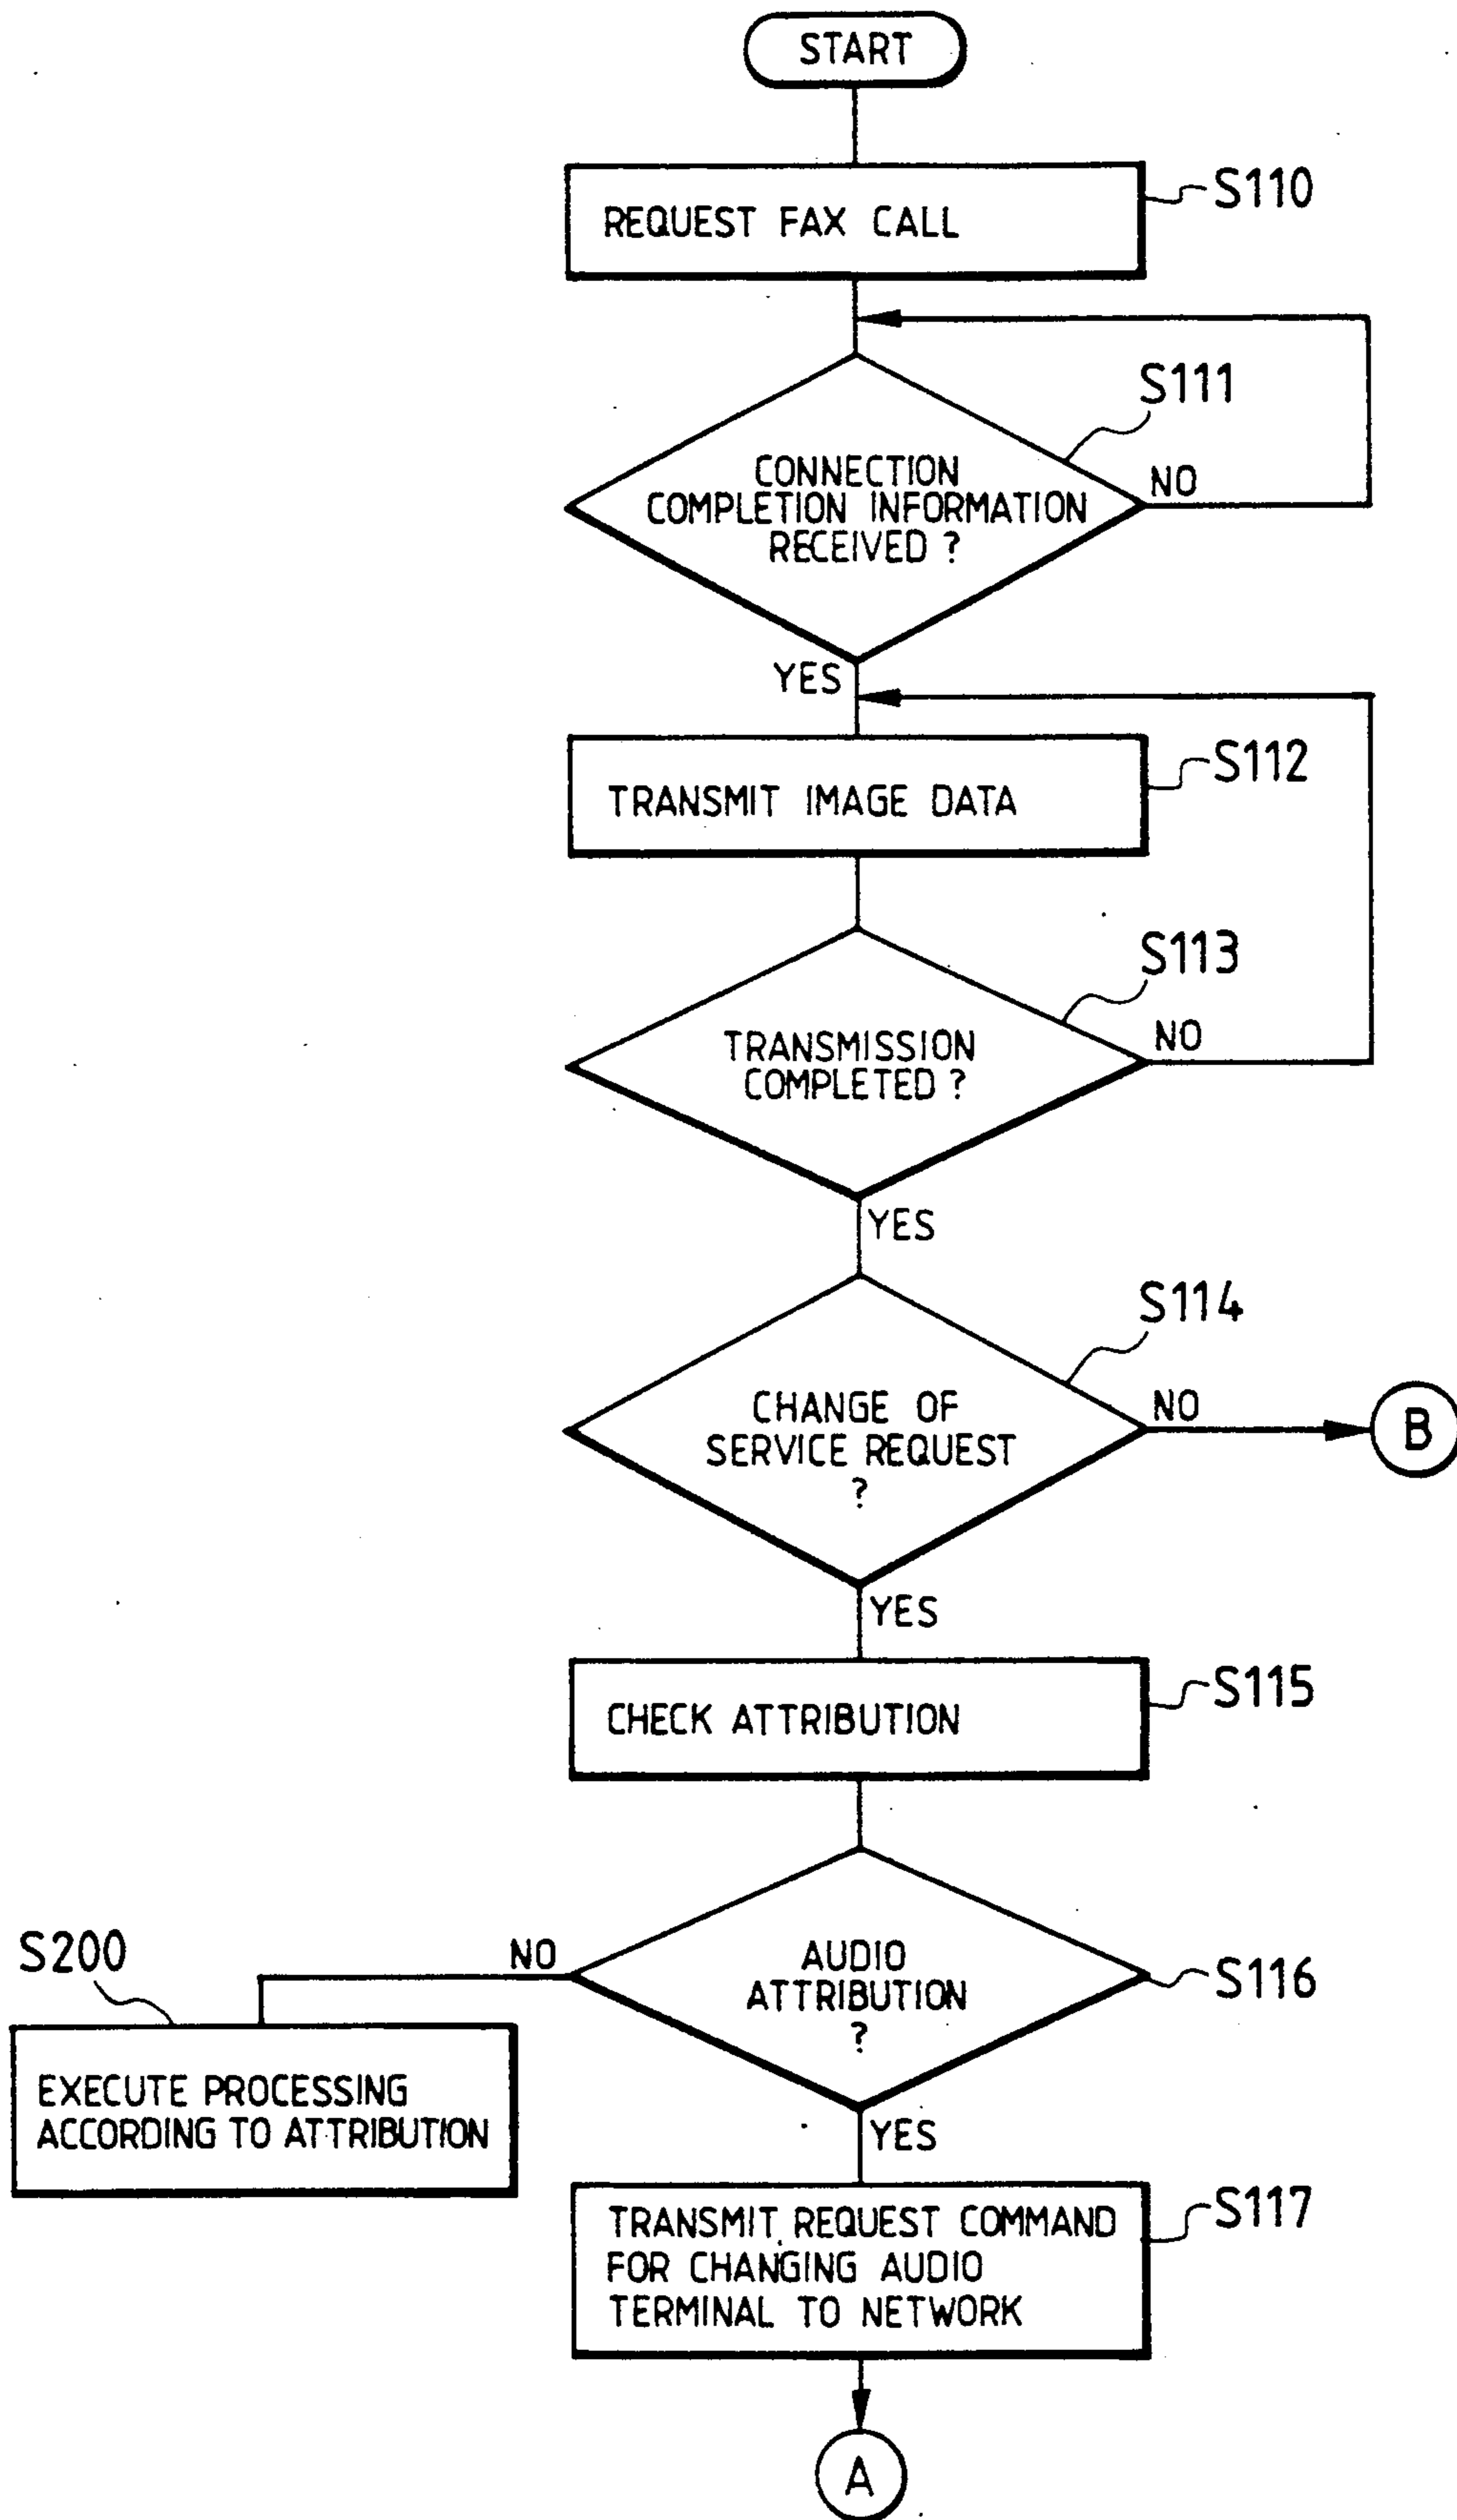 START
REQUEST FAX CALL
S110
S111
CONNECTION
COMPLETION INFORMATION
RECEIVED ?
NO
YES
TRANSMIT IMAGE DATA
S112
S113
TRANSMISSION
COMPLETED ?
NO
YES
S114
CHANGE OF
SERVICE REQUEST
?
NO
B
YES
CHECK ATTRIBUTION
S115
S200
NO
AUDIO
ATTRIBUTION
?
S116
EXECUTE PROCESSING
ACCORDING TO ATTRIBUTION
YES
TRANSMIT REQUEST COMMAND
FOR CHANGING AUDIO
TERMINAL TO NETWORK
S117
A